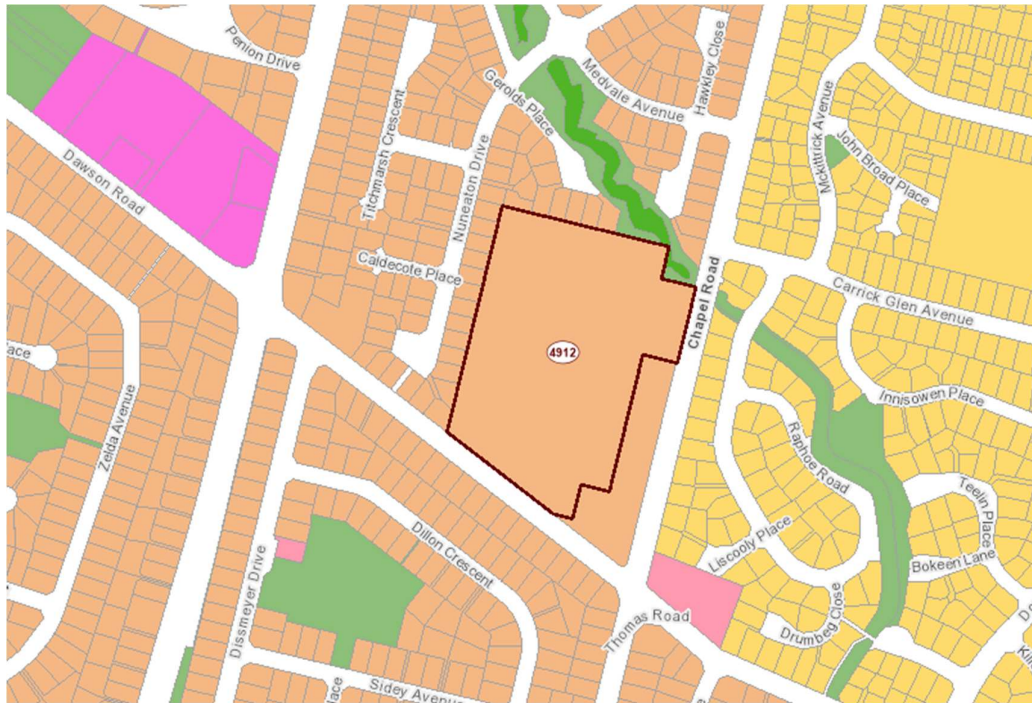 Penion Drive
Titchmarsh Crescent
Gerolds Place
Medvale Avenue
Hawkley Close
Mckittrick Avenue
John Broad Place
Dawson Road
Nuneaton Drive
Caldecote Place
Chapel Road
Carrick Glen Avenue
4912
Zelda Avenue
Innisowen Place
Raphoe Road
Teelin Place
Liscooly Place
Bokeen Lane
Dillon Crescent
Dissmeyer Drive
Drumbeg Close
Thomas Road
Sidey Avenue